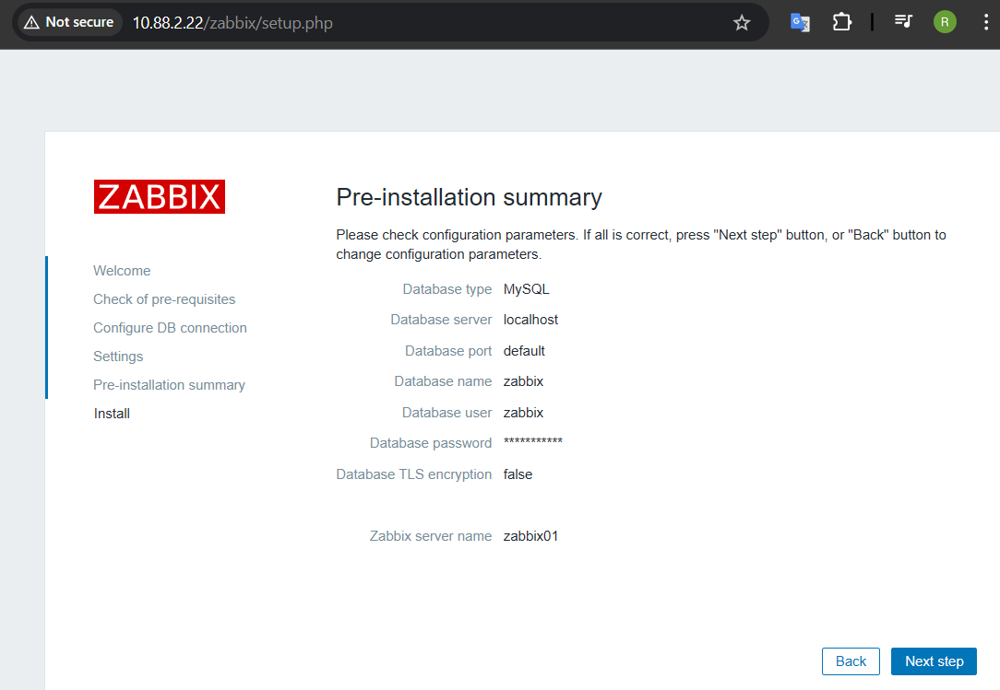 Not secure 10.88.2.22/zabbix/setup.php
R
ZABBIX
Welcome
Check of pre-requisites
Configure DB connection
Settings
Pre-installation summary
Install
Pre-installation summary
Please check configuration parameters. If all is correct, press "Next step" button, or "Back" button to
change configuration parameters.
Database type MySQL
Database server localhost
Database port default
Database name zabbix
Database user zabbix
Database password ***********
Database TLS encryption false
Zabbix server name zabbix01
Back Next step